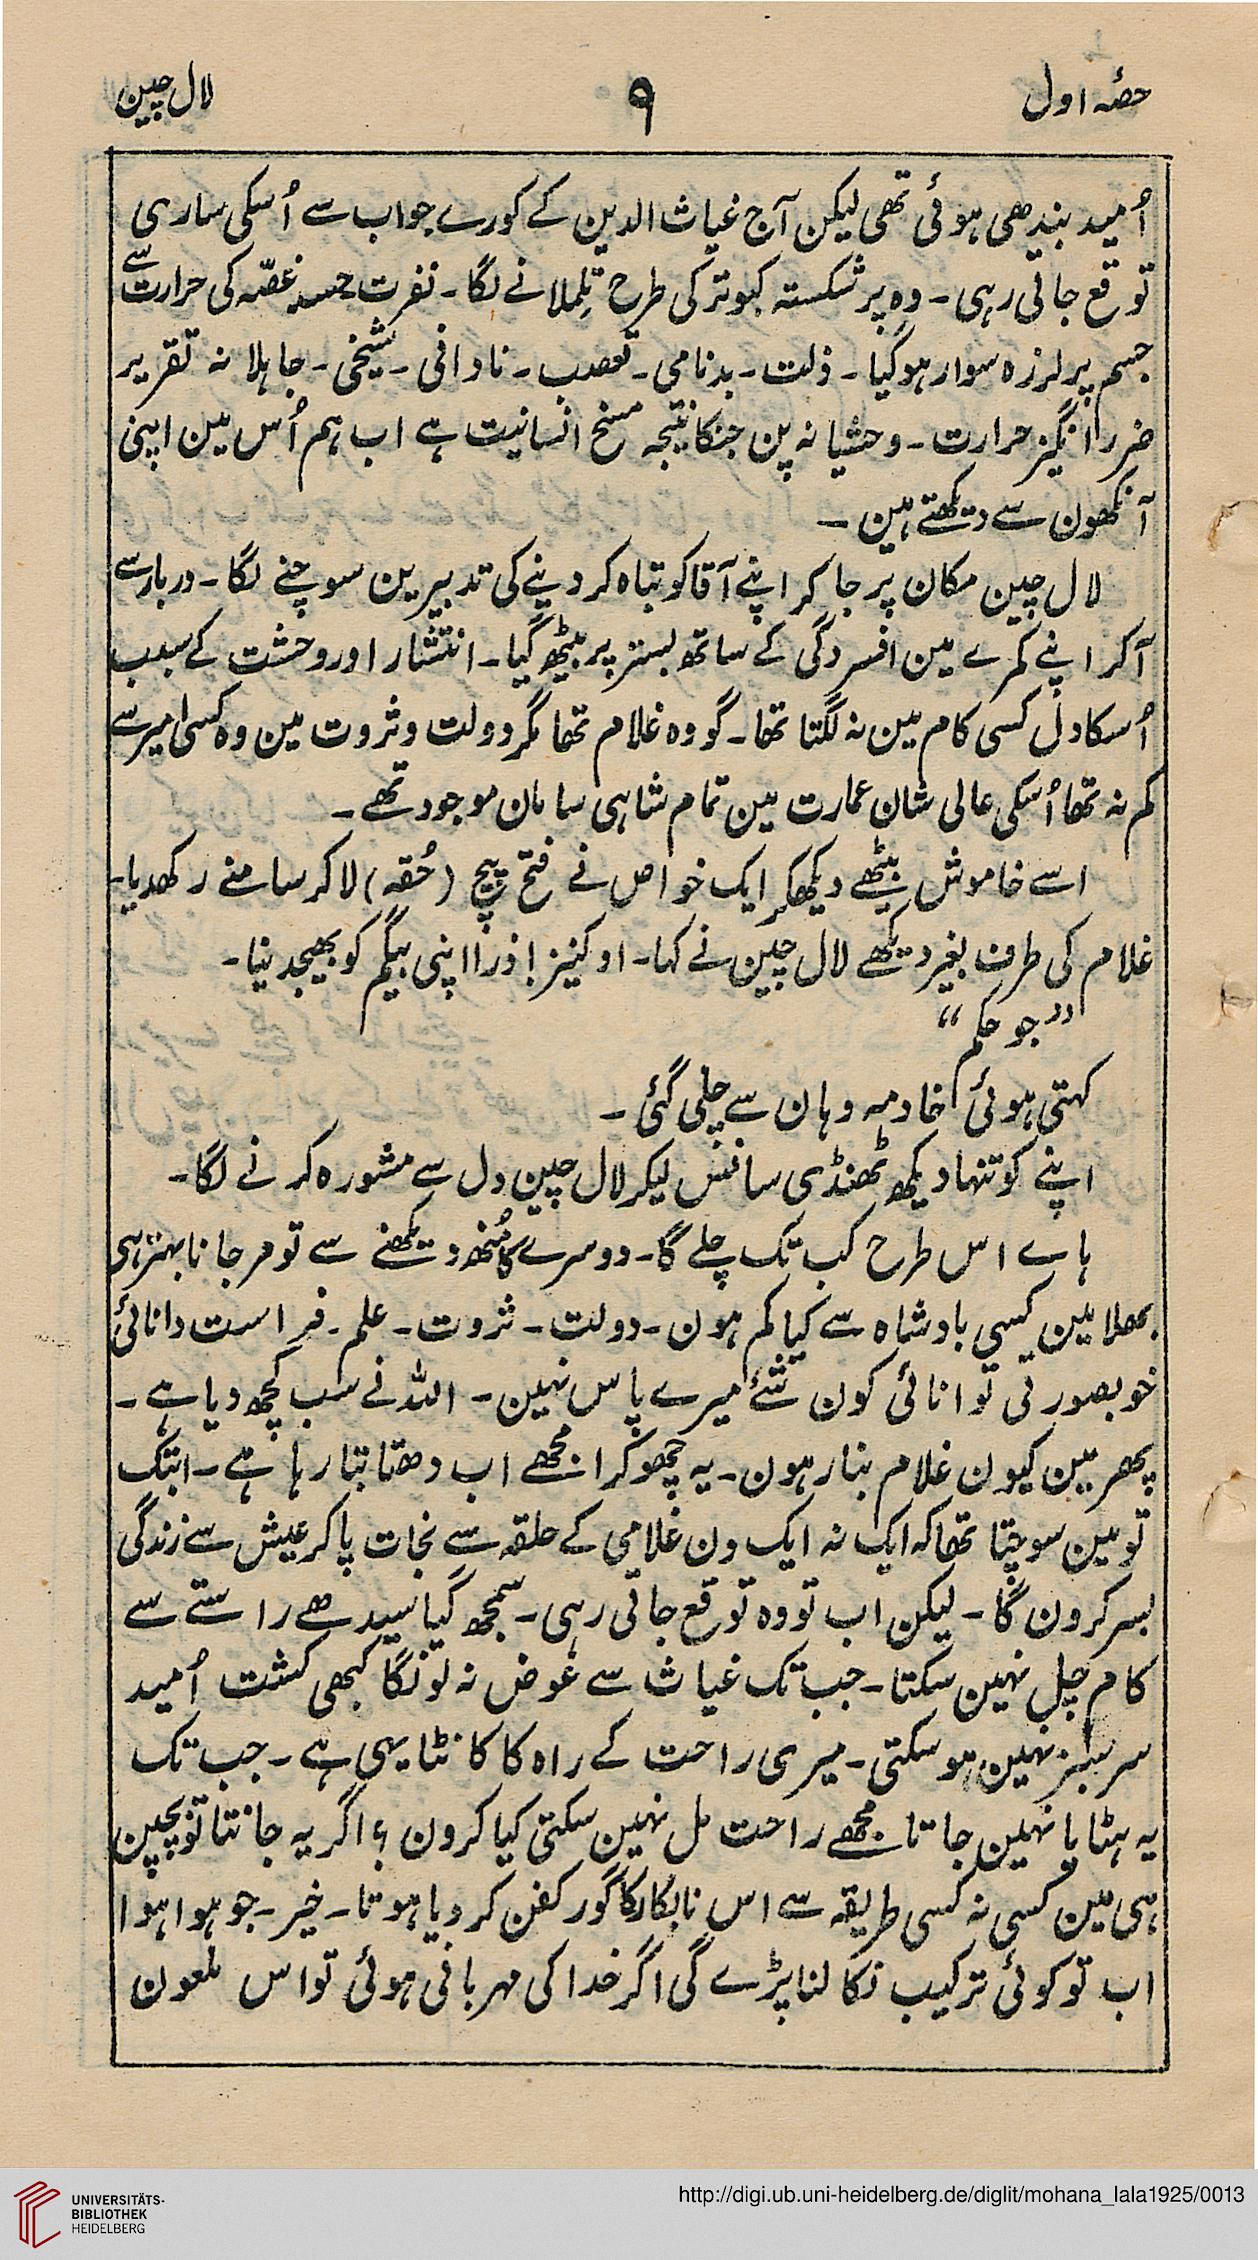 حصہ اول
۹
لال چین
اُمید بندھی ہوئی تھی لیکن آج غیاث الدین کے کورے جواب سے اُسکی ساری
توقع جاتی رہی۔ وہ پر شکستہ کبوتر کی طرح تِلملانے لگا۔ نفرت حسد غصّہ کی حرارت سے
جسم پر لرزہ سوار ہوگیا۔ ذلت۔ بدنامی۔ تعصب۔ نادانی۔ شیخی۔ جاہلانہ تقریر
ضرر انگیز حرارت۔ وحشیانہ پن جنکا نتیجہ مسخ انسانیت ہے اب ہم اُس مین اپنی
آنکھون سے دیکھتے ہین۔
لال چین مکان پر جاکر اپنے آقا کو تباہ کر دینے کی تدبیرین سوچنے لگا۔ دربار سے
آکر اپنے کمرے مین افسردگی کے ساتھ بستر پر بیٹھ گیا۔ انتشار اور وحشت کے سبب
اُسکا دل کسی کام مین نہ لگتا تھا۔ گو وہ غلام تھا مگر دولت و ثروت مین وہ کسی امیر سے
کم نہ تھا اُسکی عالی شان عمارت مین تمام شاہی سامان موجود تھے۔
اسے خاموش بیٹھے دیکھکر ایک خواص نے فتح پیچ (حُقہ) لاکر سامنے رکھدیا۔
غلام کی طرف بغیر دیکھے لال چین نے کہا۔ او کنیز! ذرا اپنی بیگم کو بھیجدینا۔
”جو حکم“
کہتی ہوئی خادمہ وہان سے چلی گئی۔
اپنے کو تنہا دیکھ ٹھنڈی سانس لیکر لال چین دل سے مشورہ کرنے لگا۔
ہاے اس طرح کب تک چلے گا۔ دوسرے کا مُنھ دیکھنے سے تو مرجانا بہتر ہی
بھلا مین کسی بادشاہ سے کیا کم ہون۔ دولت۔ ثروت۔ علم۔ فراست دانائی
خوبصورتی توانائی کون شئے میرے پاس نہین۔ اللہ نے سب کچھ دیا ہے۔
پھر مین کیون غلام بنا رہون۔ یہ چھوکرا مجھے اب دھتا بتا رہا ہے۔ ابتک
تو مین سوچتا تھا کہ ایک نہ ایک دن غلامی کے حلقہ سے نجات پاکر عیش سے زندگی
بسر کرون گا۔ لیکن اب تو وہ توقع جاتی رہی۔ سمجھ گیا سیدھے راستے سے
کام چل نہین سکتا۔ جب تک غیاث سے عوض نہ لونگا کبھی کشت اُمید
سرسبز نہین ہوسکتی۔ میری راحت کے راہ کا کانٹا یہی ہے۔ جب تک
یہ ہٹایا نہین جاتا مجھے راحت مل نہین سکتی کیا کرون؟ اگر یہ جانتا تو بچپن
ہی مین کسی نہ کسی طریقہ سے اس نابکار کا گور کفن کردیا ہوتا۔ خیر۔ جو ہوا ہوا
اب تو کوئی ترکیب نکالنا پڑے گی اگر خدا کی مہربانی ہوئی تو اس ملعون
UNIVERSITÄTS-
BIBLIOTHEK
HEIDELBERG
http://digi.ub.uni-heidelberg.de/diglit/mohana_lala1925/0013